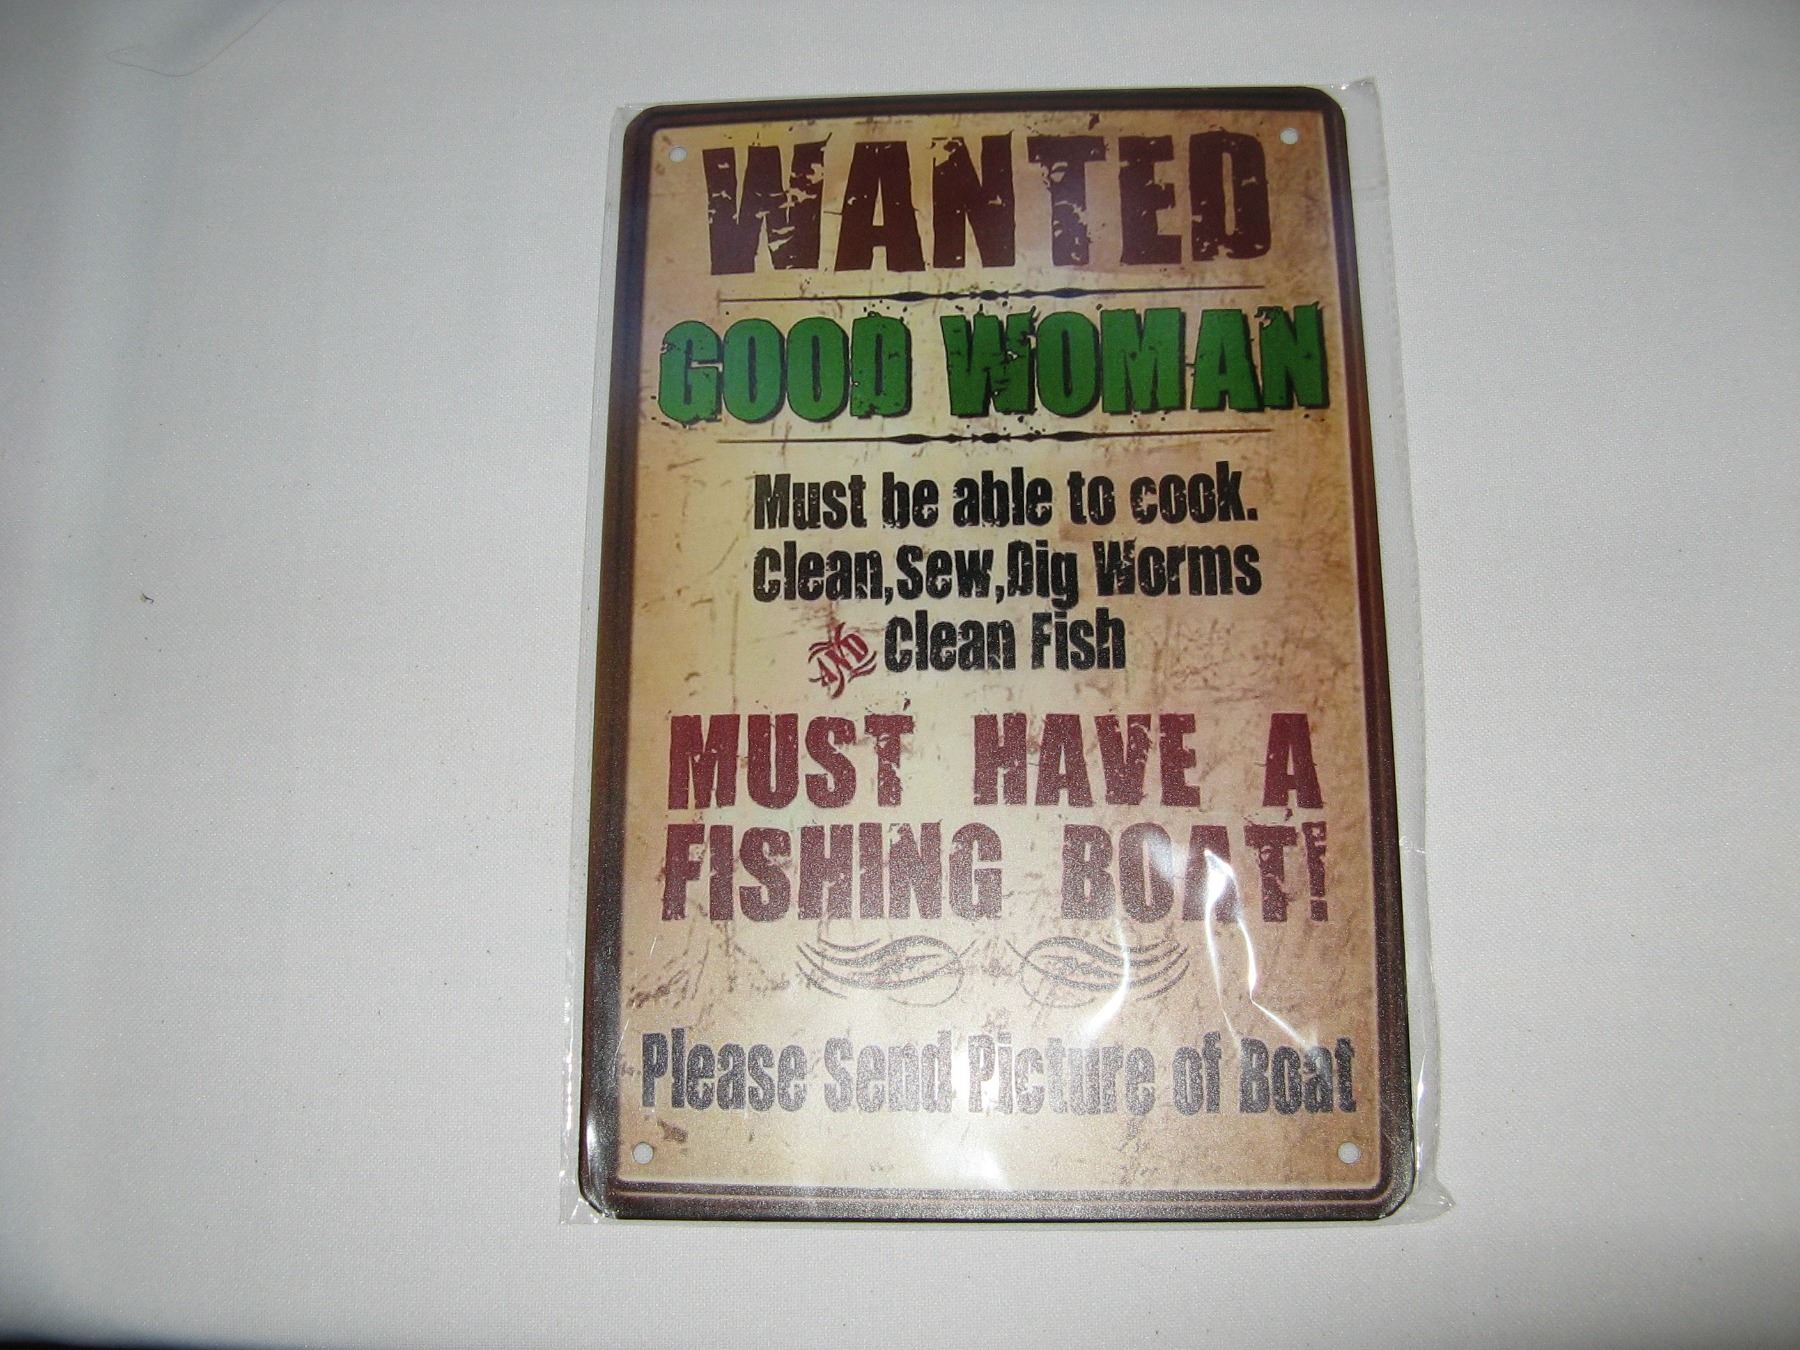 WANTED
GOOD WOMAN
Must be able to cook.
Clean,Sew,Dig Worms
AND Clean Fish
MUST HAVE A
FISHING BOAT!
Please Send Picture of Boat